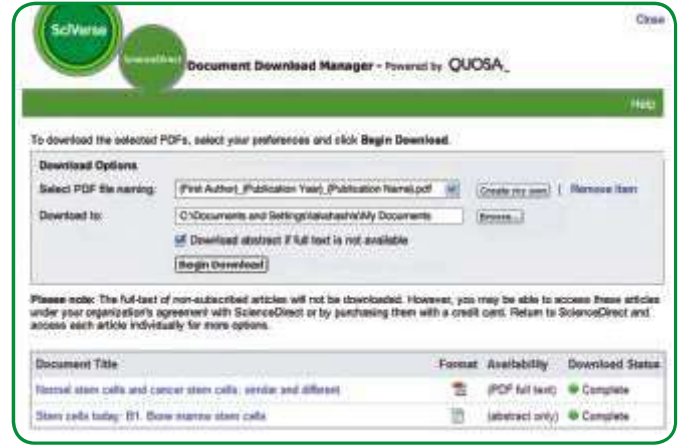 Close
SciVerse
ScienceDirect Document Download Manager - Powered by QUOSA
Help
To download the selected PDFs, select your preferences and click Begin Download.
Download Options
Select PDF file naming: (First Author)_(Publication Year)_(Publication Name).pdf Create my own | Remove Item
Download to: C:\Documents and Settings\ \My Documents Browse...
Download abstract if full text is not available
Begin Download
Please note: The full-text of non-subscribed articles will not be downloaded. However, you may be able to access these articles
under your organization's agreement with ScienceDirect or by purchasing them with a credit card. Return to ScienceDirect and
access each article individually for more options.
Document Title Format Availability Download Status
Normal stem cells and cancer stem cells: similar and different (PDF full text) Complete
Stem cells today: B1. Bone marrow stem cells (abstract only) Complete